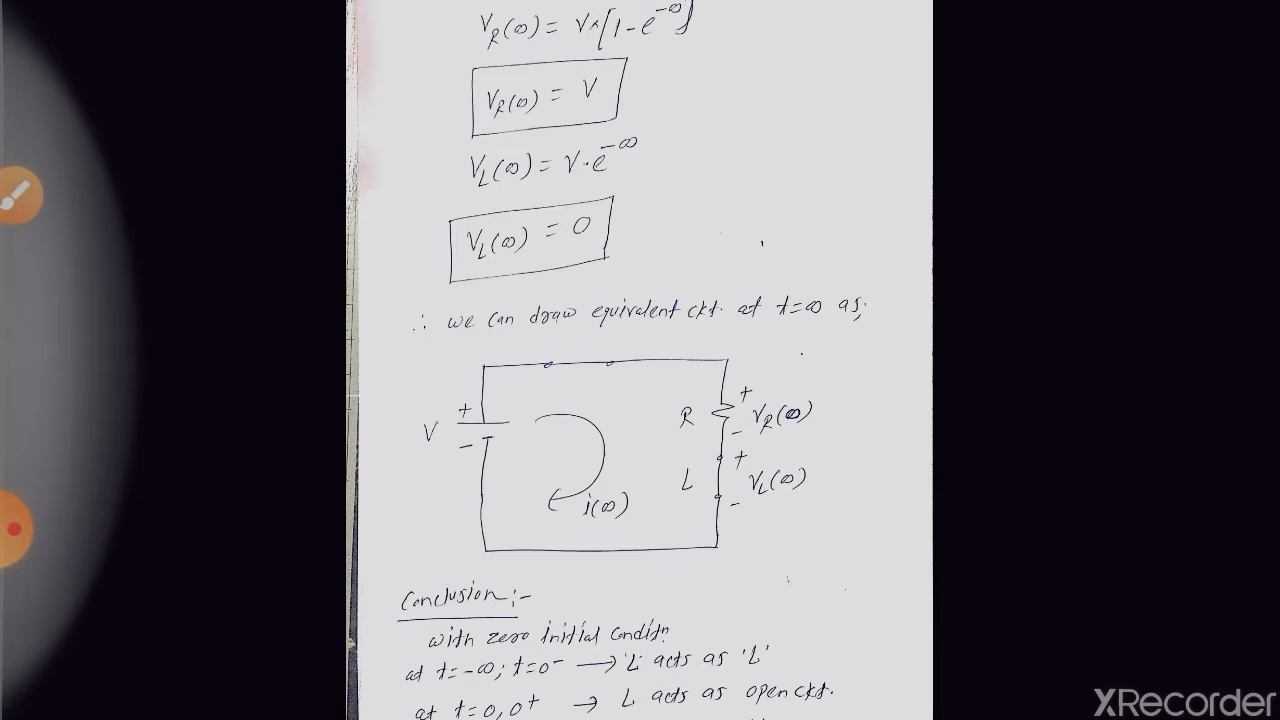 V_R(∞) = V×[1-e^-∞]
V_R(∞) = V
V_L(∞) = V·e^-∞
V_L(∞) = 0
∴ we can draw equivalent ckt. at t=∞ as,
V
+
-
i(∞)
R
+
V_R(∞)
-
L
+
V_L(∞)
-
Conclusion:-
with zero initial conditn.
at t=-∞; t=0^- → 'L' acts as 'L'
at t=0, 0^+ → L acts as open ckt.
XRecorder